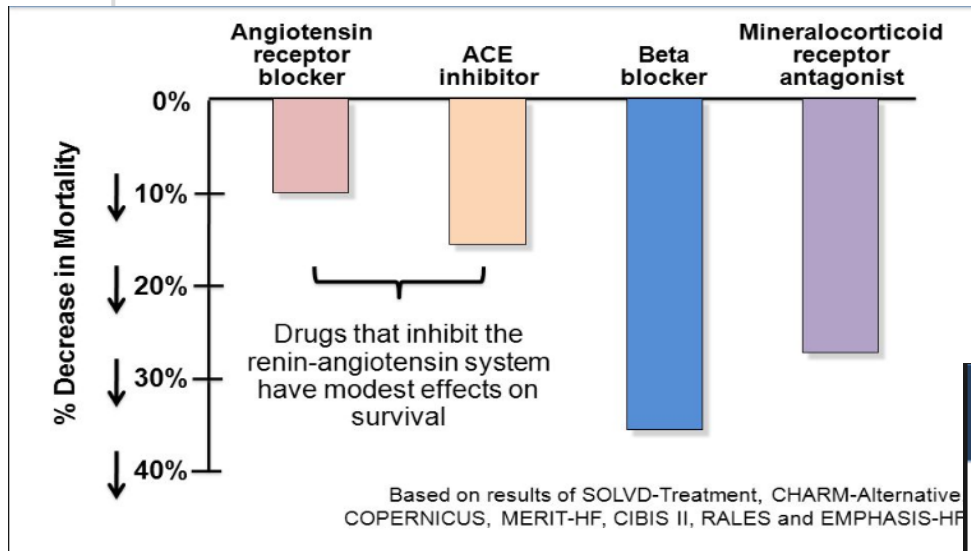 Angiotensin
receptor
blocker
ACE
inhibitor
Beta
blocker
Mineralocorticoid
receptor
antagonist
% Decrease in Mortality
0%
10%
20%
30%
40%
Drugs that inhibit the
renin-angiotensin system
have modest effects on
survival
Based on results of SOLVD-Treatment, CHARM-Alternative
COPERNICUS, MERIT-HF, CIBIS II, RALES and EMPHASIS-HF